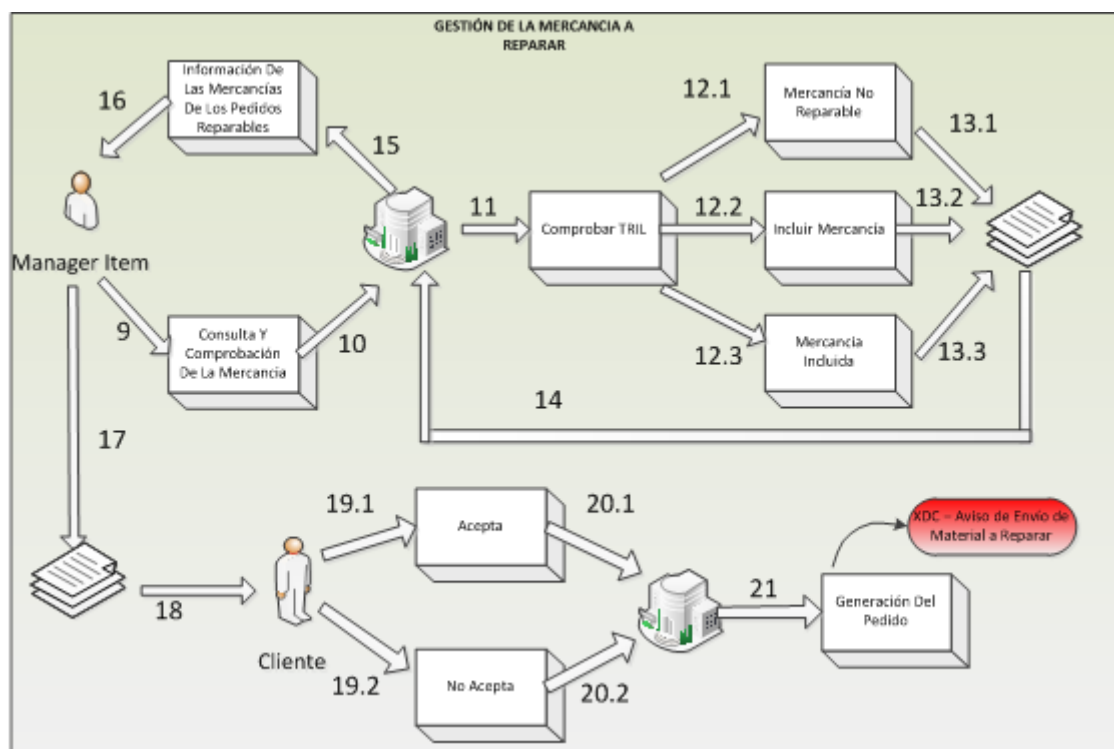 GESTIÓN DE LA MERCANCIA A
REPARAR
Información De
Las Mercancías
De Los Pedidos
Reparables
16
15
Manager Item
9
Consulta Y
Comprobación
De La Mercancia
10
11
Comprobar TRIL
12.1
12.2
12.3
Mercancía No
Reparable
Incluir Mercancía
Mercancia
Incluida
13.1
13.2
13.3
14
17
18
Cliente
19.1
19.2
Acepta
No Acepta
20.1
20.2
21
Generación Del
Pedido
XDC – Aviso de Envío de
Material a Reparar